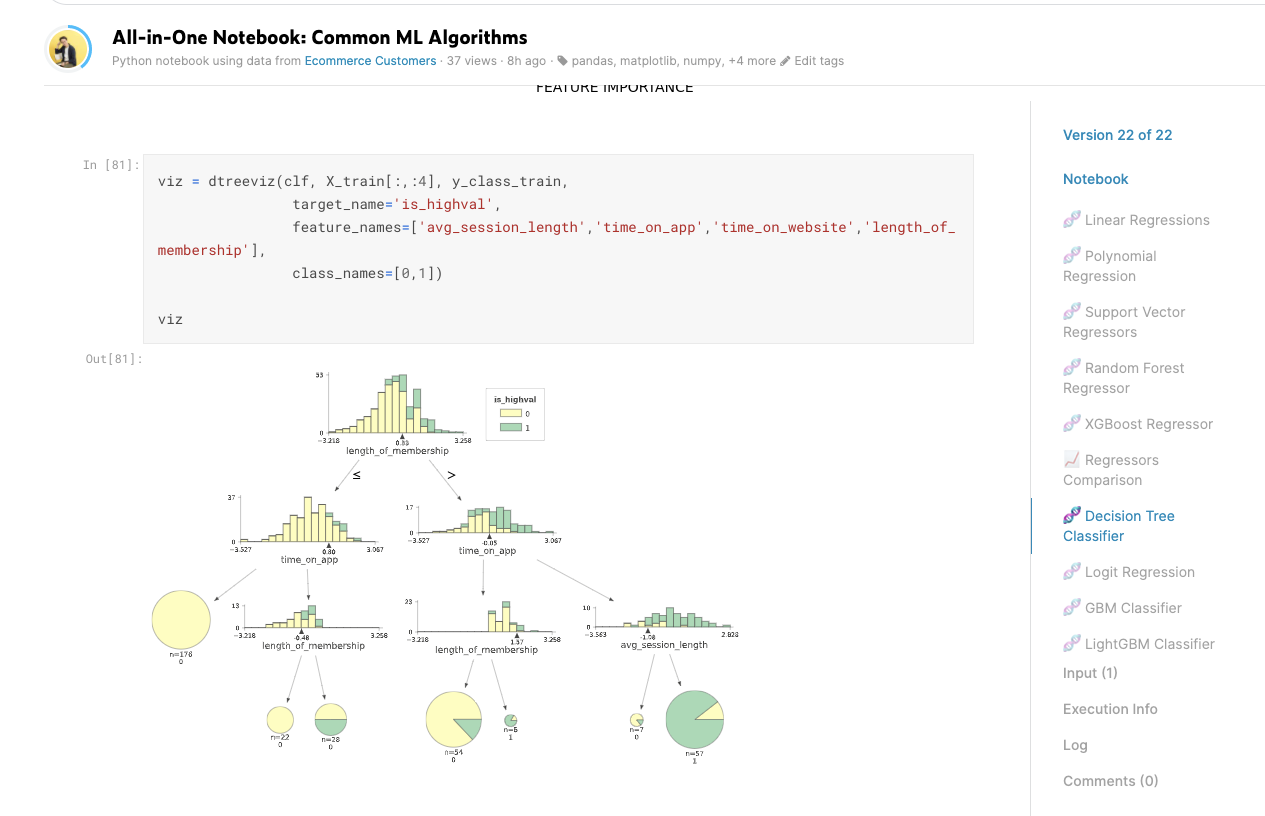 All-in-One Notebook: Common ML Algorithms
Python notebook using data from Ecommerce Customers · 37 views · 8h ago · pandas, matplotlib, numpy, +4 more Edit tags
FEATURE IMPORTANCE
In [81]:
viz = dtreeviz(clf, X_train[:,:4], y_class_train,
target_name='is_highval',
feature_names=['avg_session_length','time_on_app','time_on_website','length_of_
membership'],
class_names=[0,1])
viz
Out[81]:
53
0
-3.218
0.33
3.258
length_of_membership
is_highval
0
1
≤
>
37
0
-3.527
0.80
3.067
time_on_app
17
0
-3.527
-0.05
3.067
time_on_app
n=176
0
13
0
-3.218
-0.48
3.258
length_of_membership
23
0
-3.218
1.37
3.258
length_of_membership
10
0
-3.563
-1.08
avg_session_length
n=22
0
n=28
0
n=54
0
n=6
1
n=7
0
n=57
1
Version 22 of 22
Notebook
Linear Regressions
Polynomial
Regression
Support Vector
Regressors
Random Forest
Regressor
XGBoost Regressor
Regressors
Comparison
Decision Tree
Classifier
Logit Regression
GBM Classifier
LightGBM Classifier
Input (1)
Execution Info
Log
Comments (0)